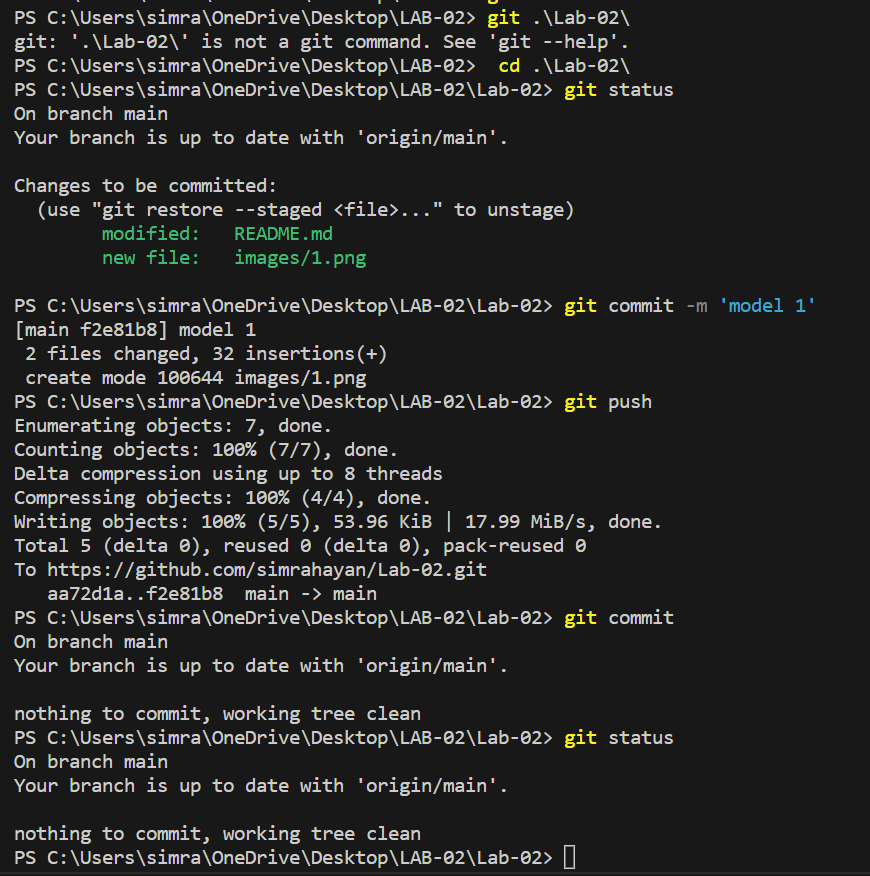 PS C:\Users\simra\OneDrive\Desktop\LAB-02> git .\Lab-02\
git: '.\Lab-02\' is not a git command. See 'git --help'.
PS C:\Users\simra\OneDrive\Desktop\LAB-02>  cd .\Lab-02\
PS C:\Users\simra\OneDrive\Desktop\LAB-02\Lab-02> git status
On branch main
Your branch is up to date with 'origin/main'.

Changes to be committed:
  (use "git restore --staged <file>..." to unstage)
        modified:   README.md
        new file:   images/1.png

PS C:\Users\simra\OneDrive\Desktop\LAB-02\Lab-02> git commit -m 'model 1'
[main f2e81b8] model 1
 2 files changed, 32 insertions(+)
 create mode 100644 images/1.png
PS C:\Users\simra\OneDrive\Desktop\LAB-02\Lab-02> git push
Enumerating objects: 7, done.
Counting objects: 100% (7/7), done.
Delta compression using up to 8 threads
Compressing objects: 100% (4/4), done.
Writing objects: 100% (5/5), 53.96 KiB | 17.99 MiB/s, done.
Total 5 (delta 0), reused 0 (delta 0), pack-reused 0
To https://github.com/simrahayan/Lab-02.git
   aa72d1a..f2e81b8  main -> main
PS C:\Users\simra\OneDrive\Desktop\LAB-02\Lab-02> git commit
On branch main
Your branch is up to date with 'origin/main'.

nothing to commit, working tree clean
PS C:\Users\simra\OneDrive\Desktop\LAB-02\Lab-02> git status
On branch main
Your branch is up to date with 'origin/main'.

nothing to commit, working tree clean
PS C:\Users\simra\OneDrive\Desktop\LAB-02\Lab-02>